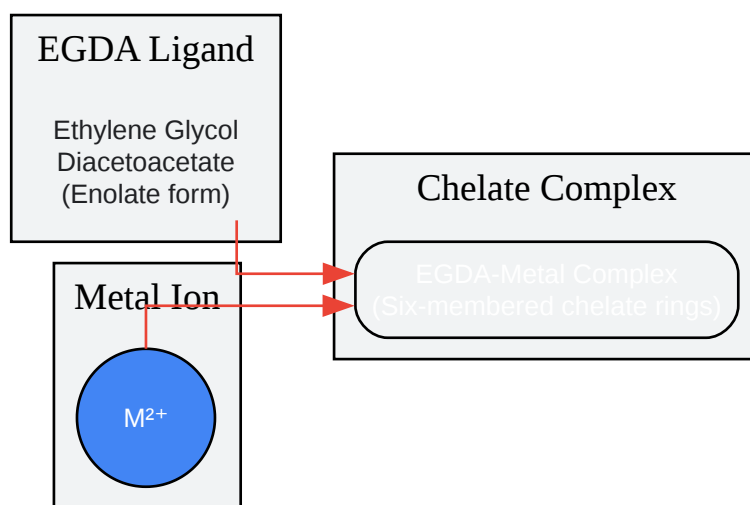 EGDA Ligand
Ethylene Glycol
Diacetoacetate
(Enolate form)
Chelate Complex
EGDA-Metal Complex
(Six-membered chelate rings)
Metal Ion
M²⁺